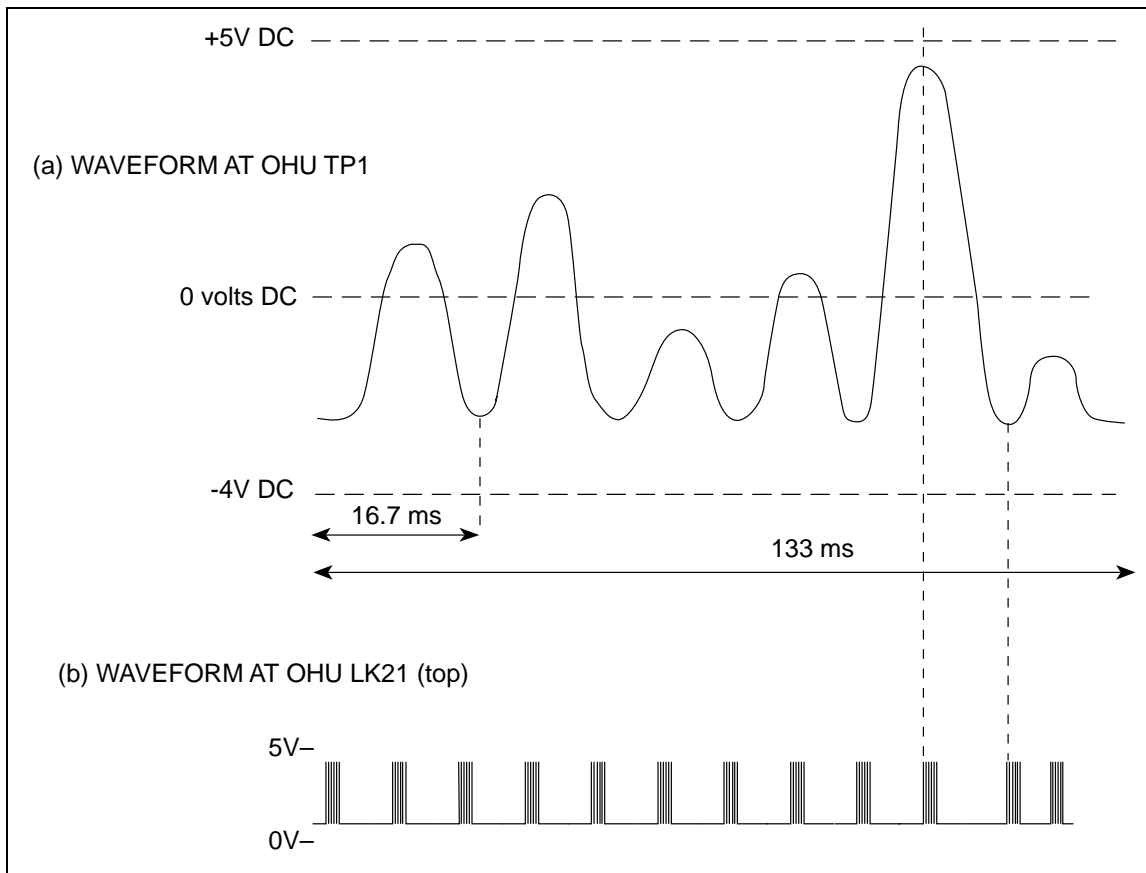 +5V DC
(a) WAVEFORM AT OHU TP1
0 volts DC
-4V DC
16.7 ms
133 ms
(b) WAVEFORM AT OHU LK21 (top)
5V–
0V–